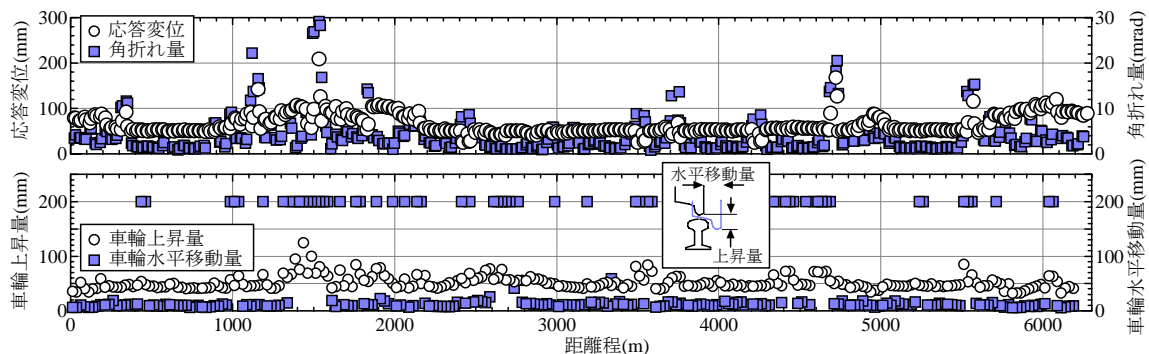 300
200
100
0
応答変位(mm)
応答変位
角折れ量
30
20
10
0
角折れ量(mrad)
200
100
0
車輪上昇量(mm)
車輪上昇量
車輪水平移動量
水平移動量
上昇量
200
100
0
車輪水平移動量(mm)
0
1000
2000
3000
4000
5000
6000
距離程(m)